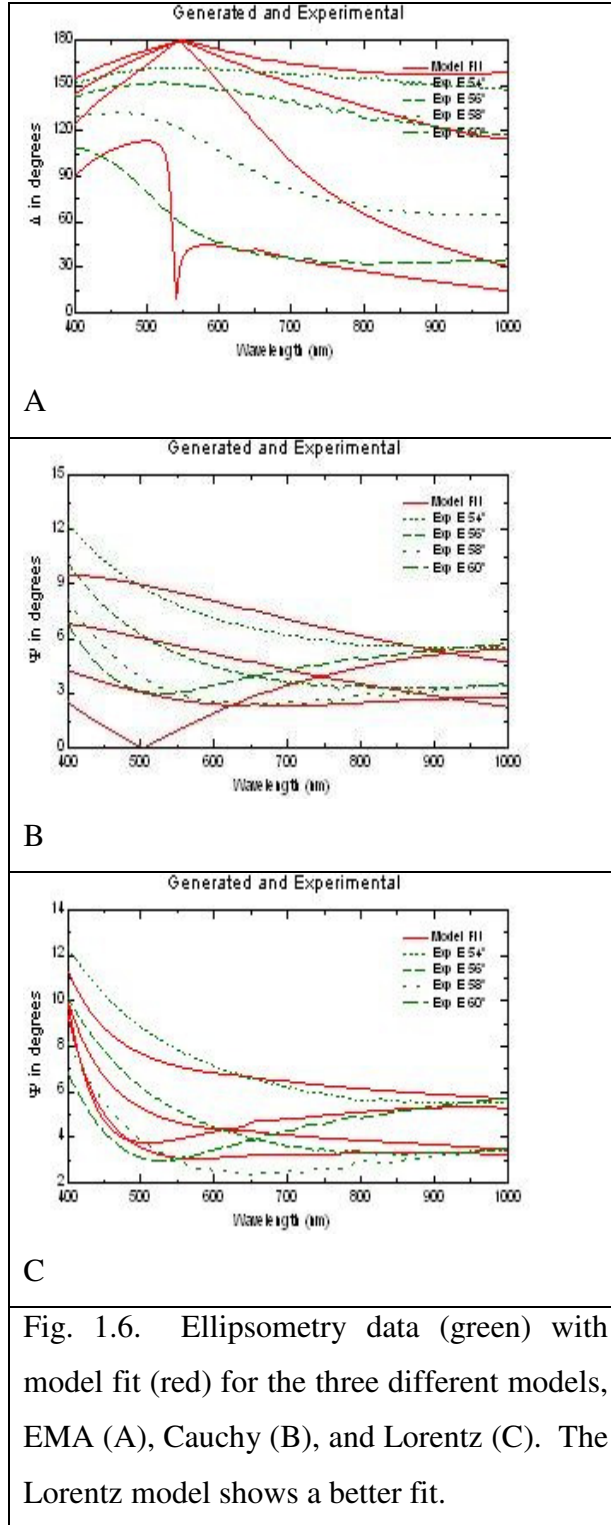 Generated and Experimental
180
150
120
90
60
30
0
Δ in degrees
400
500
600
700
800
900
1000
Wavelength (nm)
Model Fit
Exp E 54°
Exp E 56°
Exp E 58°
Exp E 60°
A
Generated and Experimental
15
12
9
6
3
0
Ψ in degrees
400
500
600
700
800
900
1000
Wavelength (nm)
Model Fit
Exp E 54°
Exp E 56°
Exp E 58°
Exp E 60°
B
Generated and Experimental
14
12
10
8
6
4
2
Ψ in degrees
400
500
600
700
800
900
1000
Wavelength (nm)
Model Fit
Exp E 54°
Exp E 56°
Exp E 58°
Exp E 60°
C
Fig. 1.6. Ellipsometry data (green) with
model fit (red) for the three different models,
EMA (A), Cauchy (B), and Lorentz (C). The
Lorentz model shows a better fit.